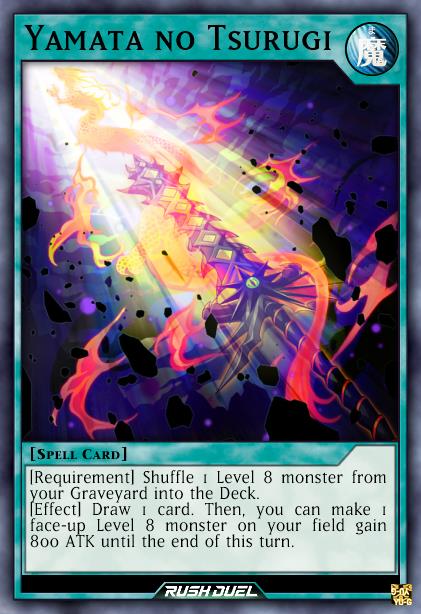 Yamata no Tsurugi
ま
魔
[Spell Card]
[Requirement] Shuffle 1 Level 8 monster from
your Graveyard into the Deck.
[Effect] Draw 1 card. Then, you can make 1
face-up Level 8 monster on your field gain
800 ATK until the end of this turn.
RUSH DUEL